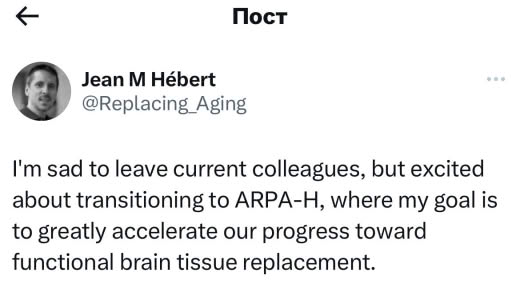 Пост
Jean M Hébert
@Replacing_Aging
I'm sad to leave current colleagues, but excited
about transitioning to ARPA-H, where my goal is
to greatly accelerate our progress toward
functional brain tissue replacement.